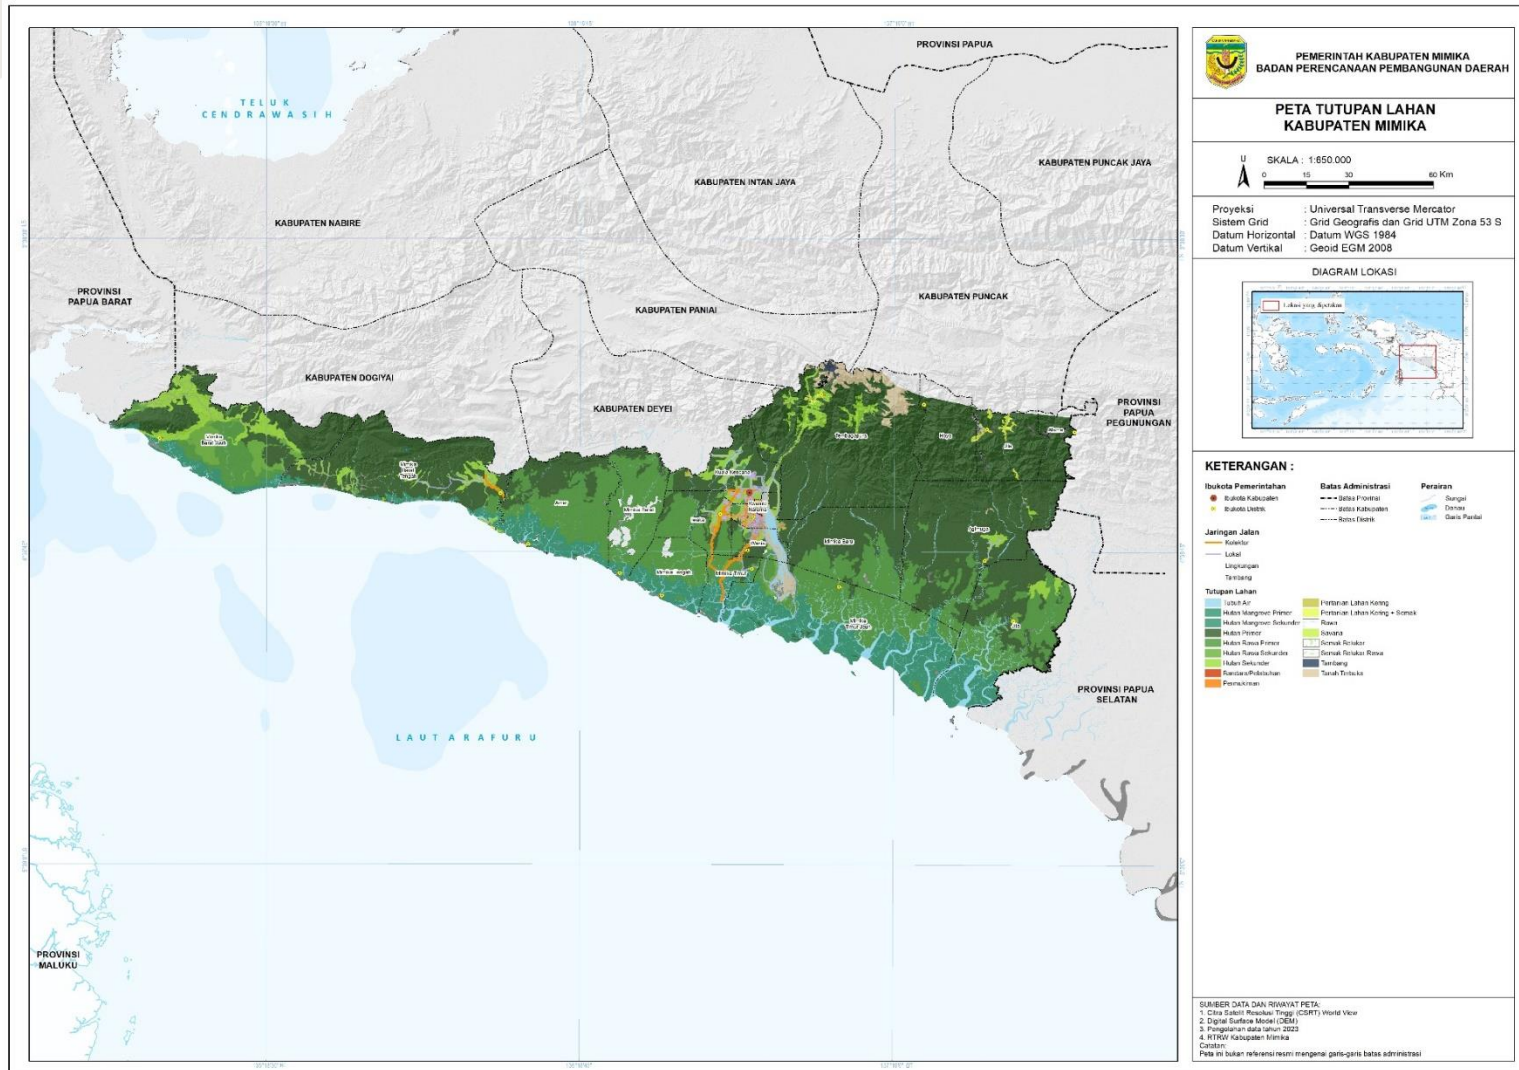 PROVINSI PAPUA
TELUK
CENDRAWASIH
KABUPATEN PUNCAK JAYA
KABUPATEN INTAN JAYA
KABUPATEN NABIRE
PROVINSI
PAPUA BARAT
KABUPATEN PUNCAK
KABUPATEN PANIAI
KABUPATEN DOGIYAI
KABUPATEN DEYEI
PROVINSI
PAPUA
PEGUNUNGAN
Mimika Barat
Mimika Timur
PROVINSI PAPUA
SELATAN
LAUT ARAFURU
PROVINSI
MALUKU
PEMERINTAH KABUPATEN MIMIKA
BADAN PERENCANAAN PEMBANGUNAN DAERAH
PETA TUTUPAN LAHAN
KABUPATEN MIMIKA
U
SKALA : 1:650.000
0 15 30 60 Km
Proyeksi : Universal Transverse Mercator
Sistem Grid : Grid Geografis dan Grid UTM Zona 53 S
Datum Horizontal : Datum WGS 1984
Datum Vertikal : Geoid EGM 2008
DIAGRAM LOKASI
Lokasi yang dipetakan
KETERANGAN :
Ibukota Pemerintahan
Ibukota Kabupaten
Ibukota Distrik
Batas Administrasi
Batas Provinsi
Batas Kabupaten
Batas Distrik
Perairan
Sungai
Danau
Garis Pantai
Jaringan Jalan
Kolektor
Lokal
Lingkungan
Tambang
Tutupan Lahan
Tubuh Air
Hutan Mangrove Primer
Hutan Mangrove Sekunder
Hutan Primer
Hutan Rawa Primer
Hutan Rawa Sekunder
Hutan Sekunder
Bandara/Pelabuhan
Permukiman
Pertanian Lahan Kering
Pertanian Lahan Kering + Semak
Rawa
Savana
Semak Belukar
Semak Belukar Rawa
Tambang
Tanah Terbuka
SUMBER DATA DAN RIWAYAT PETA:
1. Citra Satelit Resolusi Tinggi (CSRT) World View
2. Digital Surface Model (DEM)
3. Pengolahan data tahun 2023
4. RTRW Kabupaten Mimika
Catatan:
Peta ini bukan referensi resmi mengenai garis-garis batas administrasi